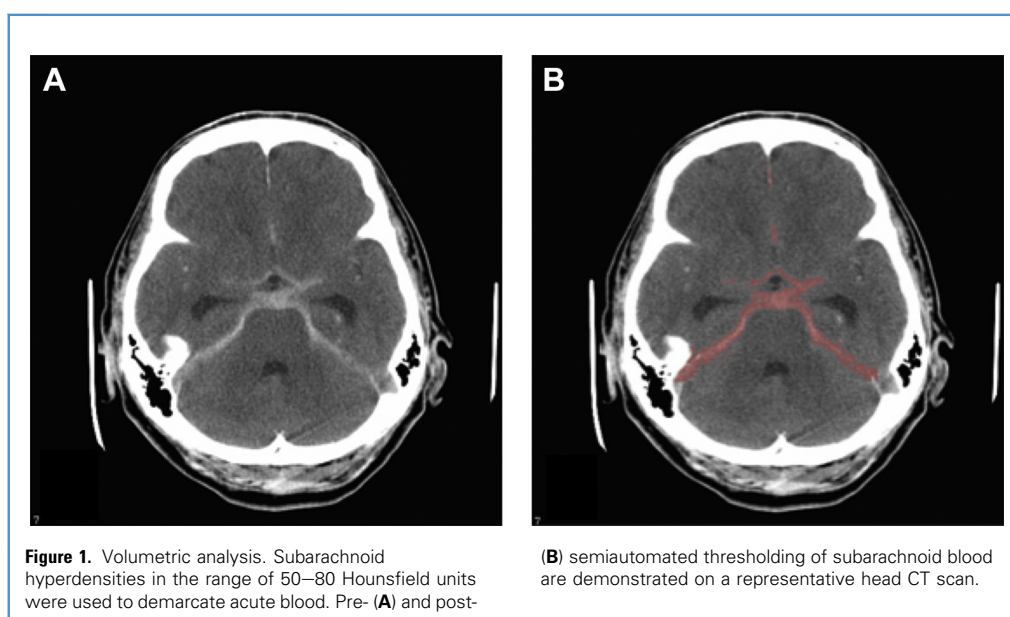 A
B
7
7
Figure 1. Volumetric analysis. Subarachnoid
hyperdensities in the range of 50–80 Hounsfield units
were used to demarcate acute blood. Pre- (A) and post-
(B) semiautomated thresholding of subarachnoid blood
are demonstrated on a representative head CT scan.